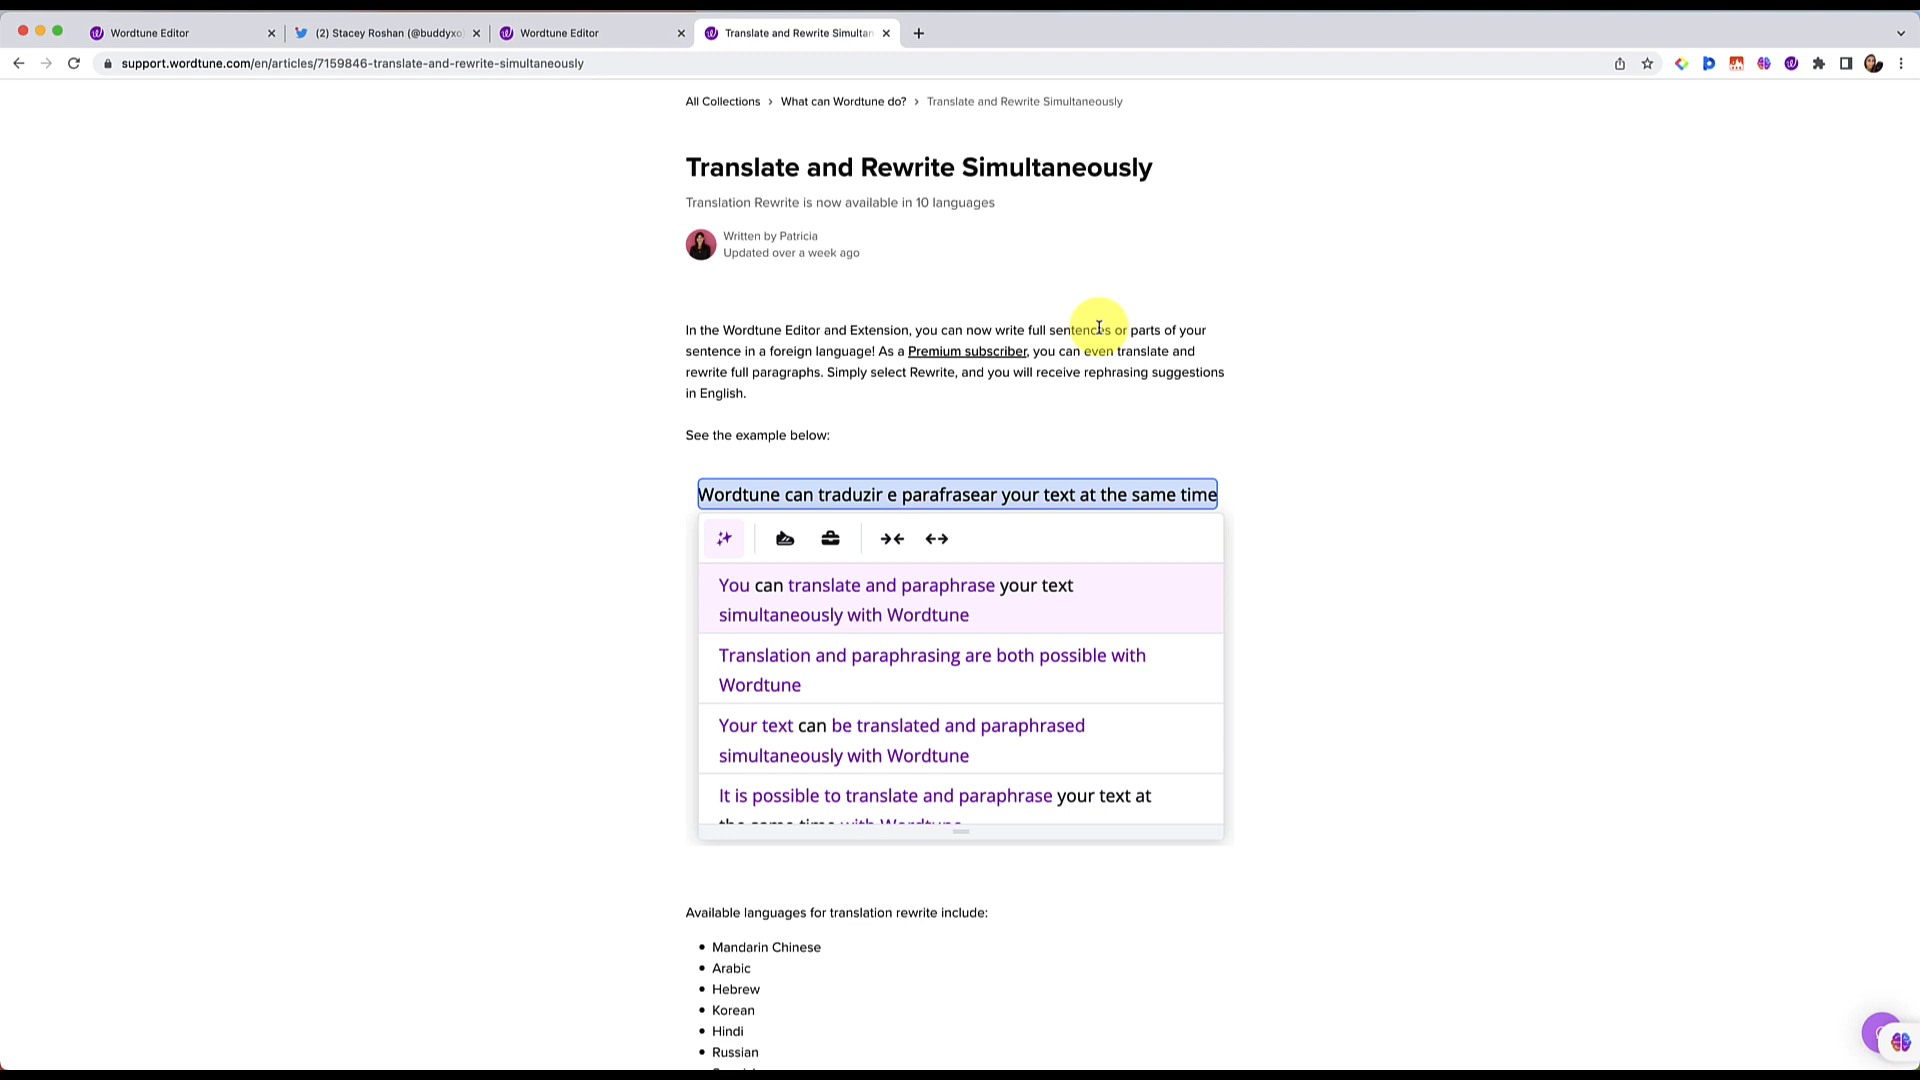 Wordtune Editor
(2) Stacey Roshan (@buddyxo
Wordtune Editor
Translate and Rewrite Simultan
support.wordtune.com/en/articles/7159846-translate-and-rewrite-simultaneously
All Collections > What can Wordtune do? > Translate and Rewrite Simultaneously
Translate and Rewrite Simultaneously
Translation Rewrite is now available in 10 languages
Written by Patricia
Updated over a week ago
In the Wordtune Editor and Extension, you can now write full sentences or parts of your
sentence in a foreign language! As a Premium subscriber, you can even translate and
rewrite full paragraphs. Simply select Rewrite, and you will receive rephrasing suggestions
in English.
See the example below:
Wordtune can traduzir e parafrasear your text at the same time
You can translate and paraphrase your text
simultaneously with Wordtune
Translation and paraphrasing are both possible with
Wordtune
Your text can be translated and paraphrased
simultaneously with Wordtune
It is possible to translate and paraphrase your text at
the same time with Wordtune
Available languages for translation rewrite include:
• Mandarin Chinese
• Arabic
• Hebrew
• Korean
• Hindi
• Russian